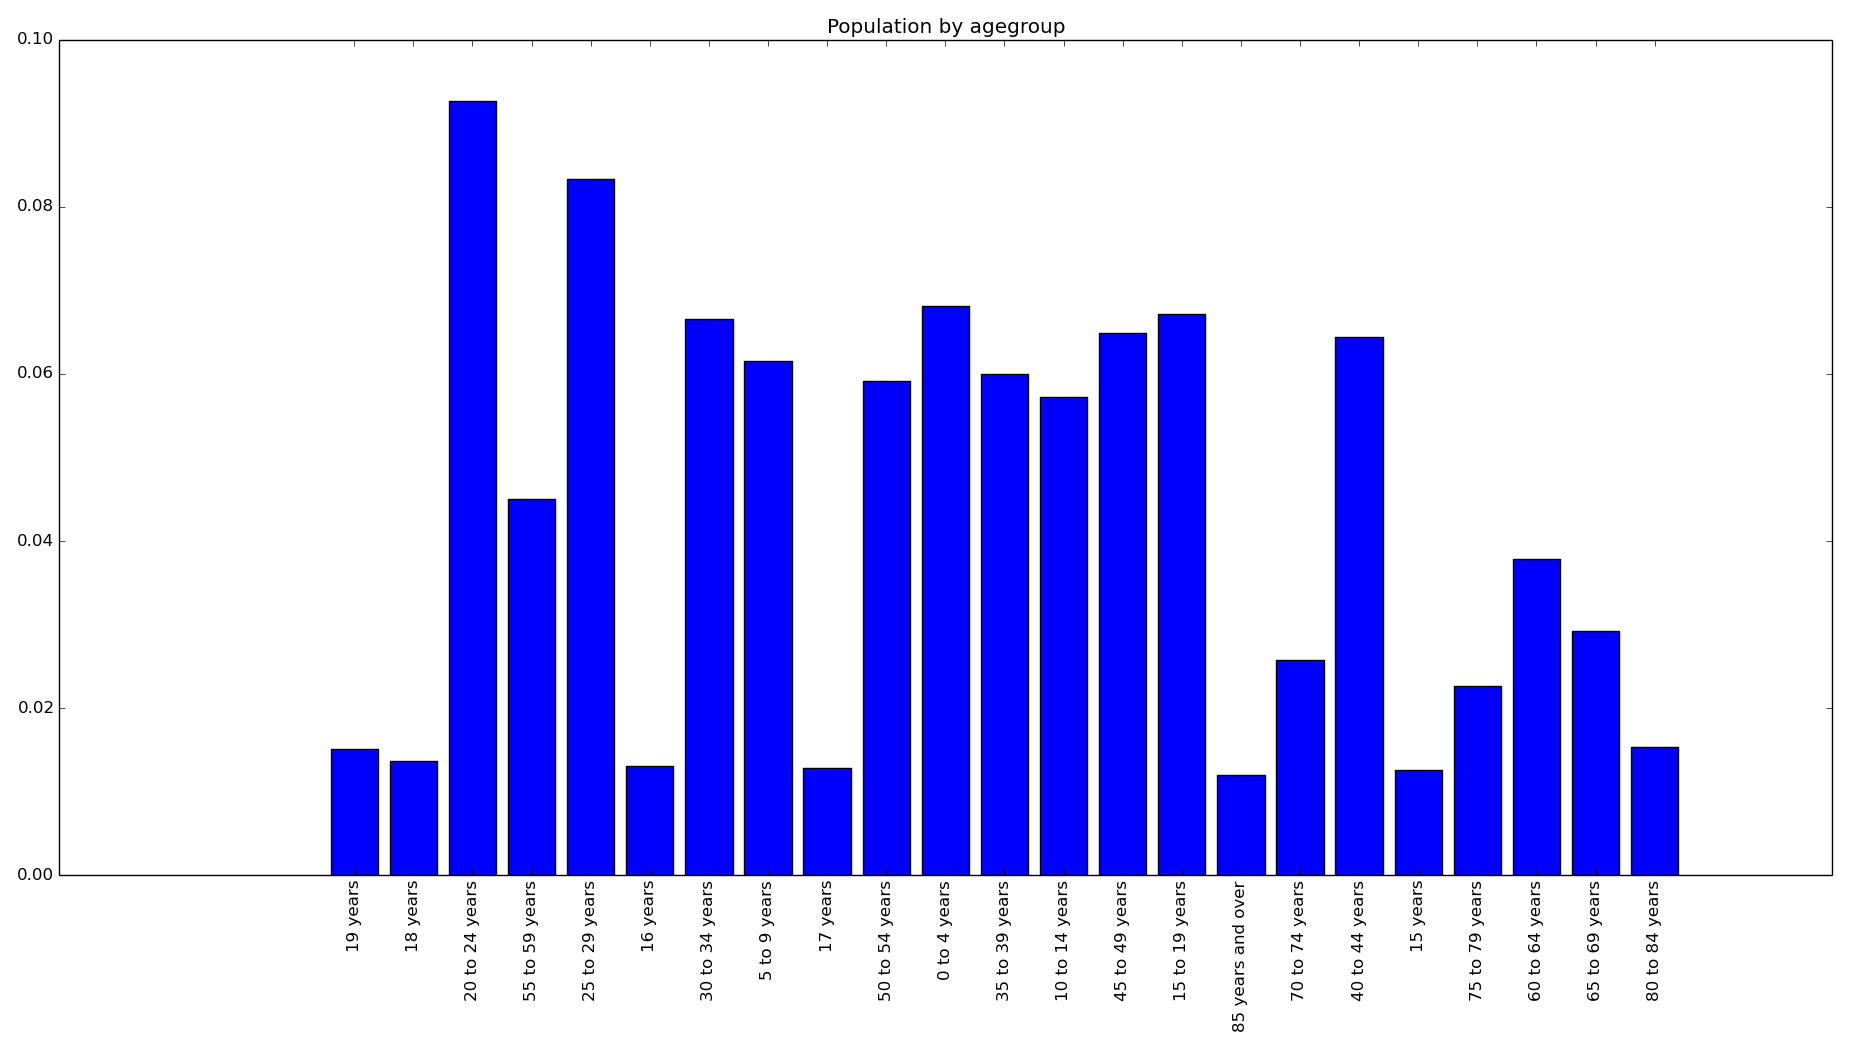 Population by agegroup
0.10
0.08
0.06
0.04
0.02
0.00
19 years
18 years
20 to 24 years
55 to 59 years
25 to 29 years
16 years
30 to 34 years
5 to 9 years
17 years
50 to 54 years
0 to 4 years
35 to 39 years
10 to 14 years
45 to 49 years
15 to 19 years
85 years and over
70 to 74 years
40 to 44 years
15 years
75 to 79 years
60 to 64 years
65 to 69 years
80 to 84 years